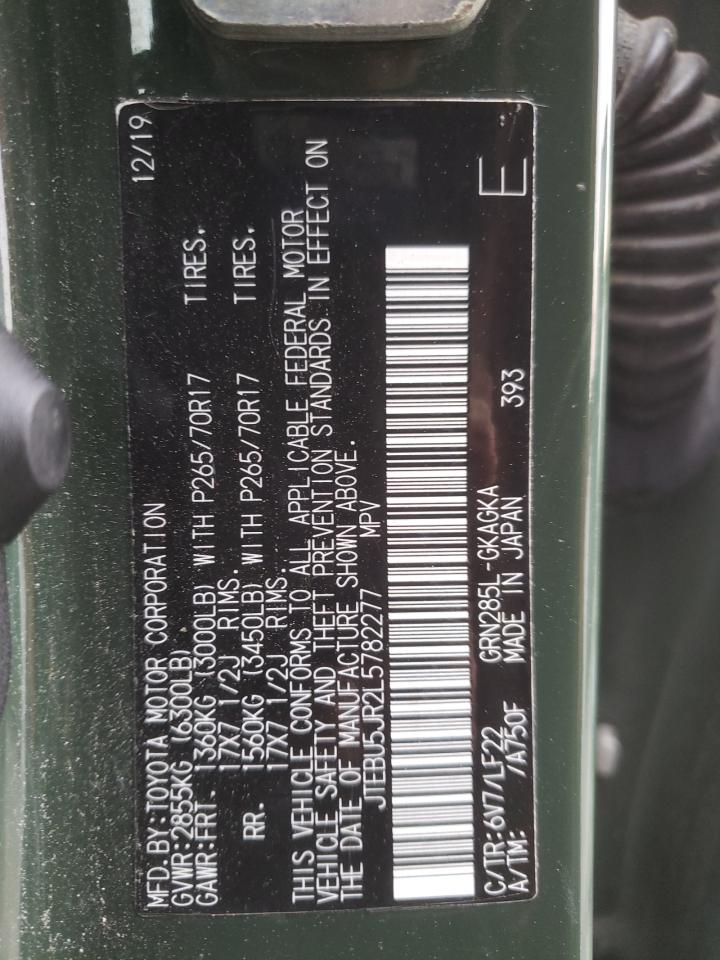 MFD.BY:TOYOTA MOTOR CORPORATION 12/19
GVWR:2855KG (6300LB)
GAWR:FRT. 1360KG (3000LB) WITH P265/70R17 TIRES.
17X7 1/2J RIMS.
RR. 1560KG (3450LB) WITH P265/70R17 TIRES.
17X7 1/2J RIMS.
THIS VEHICLE CONFORMS TO ALL APPLICABLE FEDERAL MOTOR
VEHICLE SAFETY AND THEFT PREVENTION STANDARDS IN EFFECT ON
THE DATE OF MANUFACTURE SHOWN ABOVE.
JTEBU5JR2L5782277 MPV
C/TR:6V7/LF22 GRN285L-GKAGKA
A/TM: /A750F MADE IN JAPAN 393 E